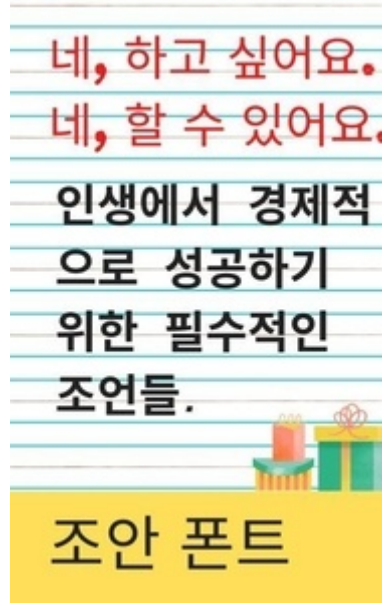 네, 하고 싶어요.
네, 할 수 있어요.
인생에서 경제적
으로 성공하기
위한 필수적인
조언들.
조안 폰트